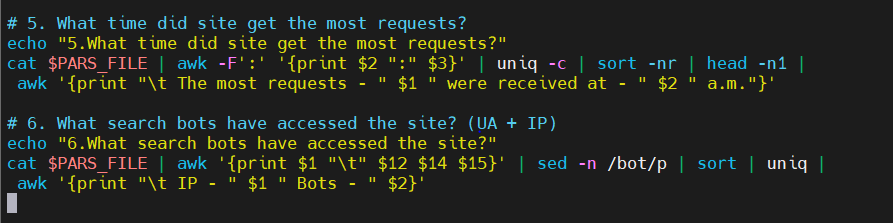 # 5. What time did site get the most requests?
echo "5.What time did site get the most requests?"
cat $PARS_FILE | awk -F':' '{print $2 ":" $3}' | uniq -c | sort -nr | head -n1 |
 awk '{print "\t The most requests - " $1 " were received at - " $2 " a.m."}'

# 6. What search bots have accessed the site? (UA + IP)
echo "6.What search bots have accessed the site?"
cat $PARS_FILE | awk '{print $1 "\t" $12 $14 $15}' | sed -n /bot/p | sort | uniq |
 awk '{print "\t IP - " $1 " Bots - " $2}'